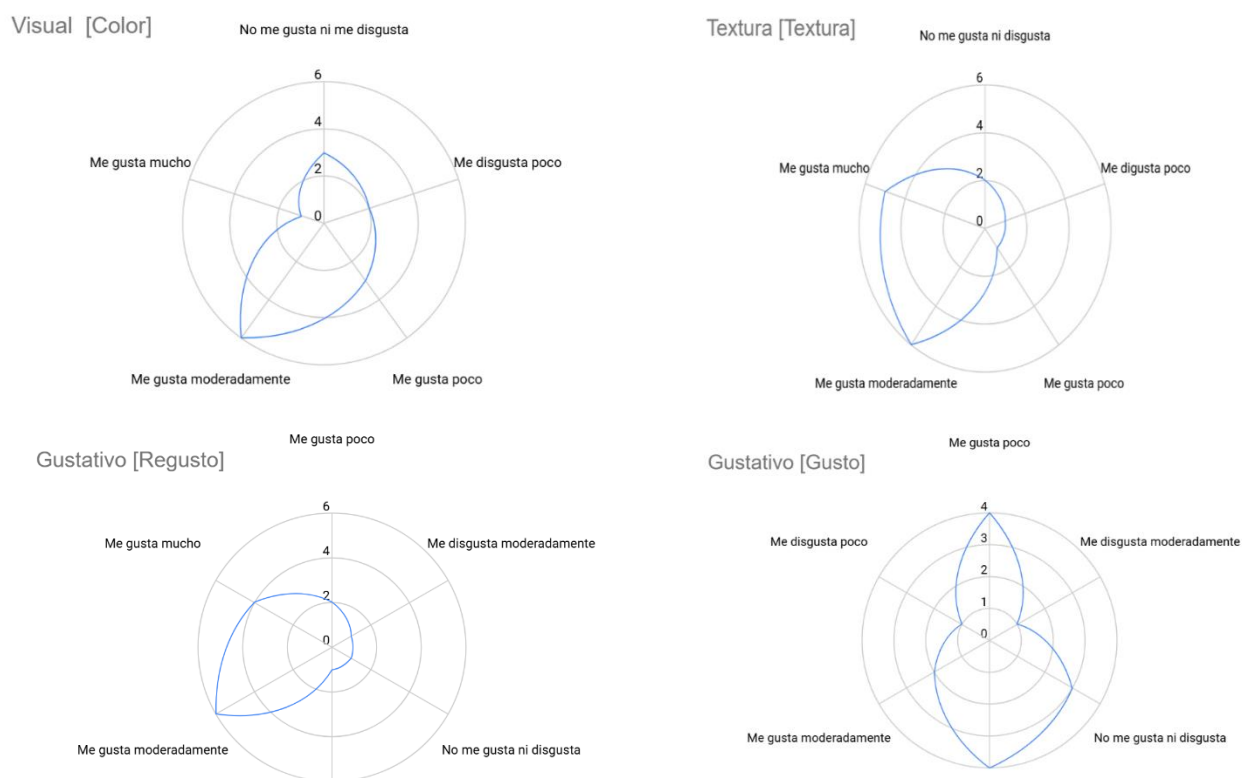 Visual [Color]
No me gusta ni me disgusta
6
4
2
0
Me gusta mucho
Me disgusta poco
Me gusta moderadamente
Me gusta poco
Textura [Textura]
No me gusta ni disgusta
6
4
2
0
Me gusta mucho
Me digusta poco
Me gusta moderadamente
Me gusta poco
Gustativo [Regusto]
Me gusta poco
6
4
2
0
Me gusta mucho
Me disgusta moderadamente
Me gusta moderadamente
No me gusta ni disgusta
Gustativo [Gusto]
Me gusta poco
4
3
2
1
0
Me disgusta poco
Me disgusta moderadamente
Me gusta moderadamente
No me gusta ni disgusta